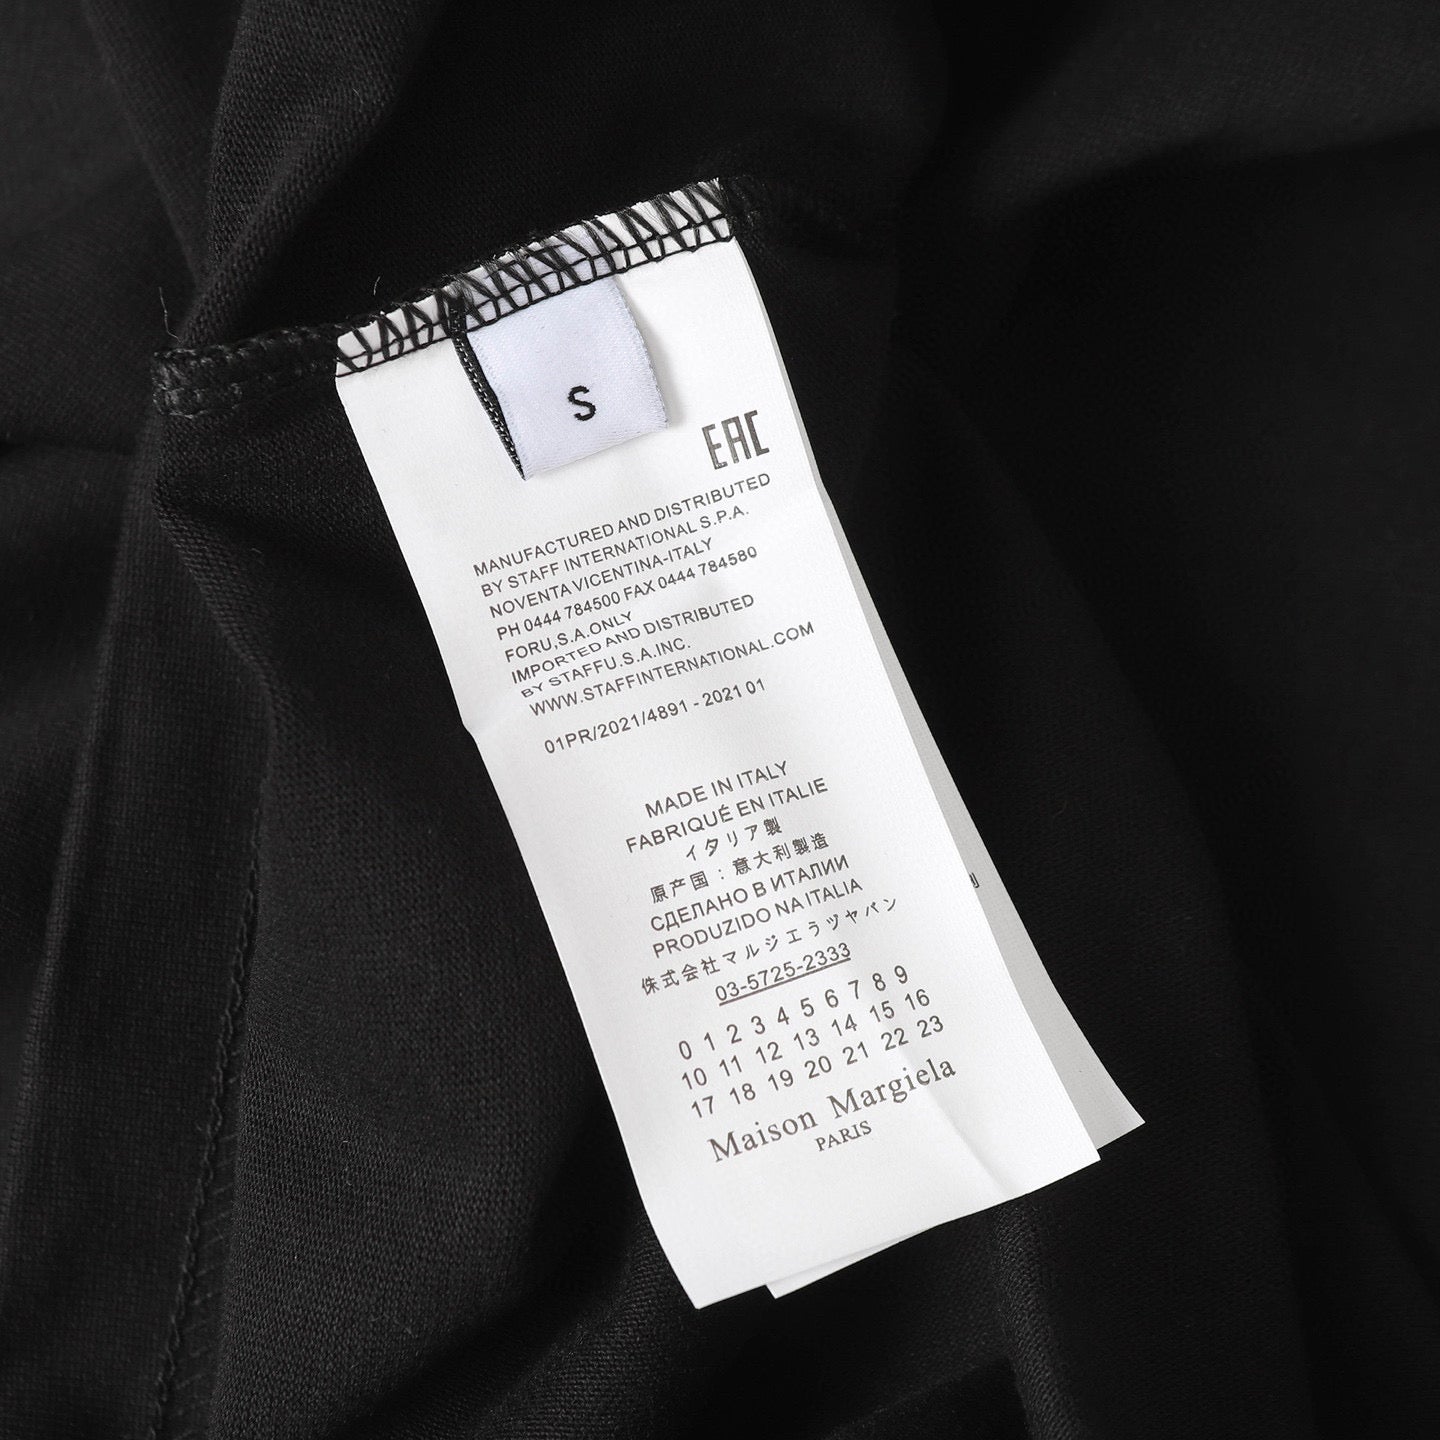 S
EAC
MANUFACTURED AND DISTRIBUTED
BY STAFF INTERNATIONAL S.P.A.
NOVENTA VICENTINA-ITALY
PH 0444 784500 FAX 0444 784580
FORU,S.A.ONLY
IMPORTED AND DISTRIBUTED
BY STAFFU.S.A.INC.
WWW.STAFFINTERNATIONAL.COM
01PR/2021/4891 - 2021 01
MADE IN ITALY
FABRIQUÉ EN ITALIE
イタリア製
原产国：意大利製造
СДЕЛАНО В ИТАЛИИ
PRODUZIDO NA ITALIA
侏式会社マルジエラヅャパン
03-5725-2333
0 1 2 3 4 5 6 7 8 9
10 11 12 13 14 15 16
17 18 19 20 21 22 23
Maison Margiela
PARIS